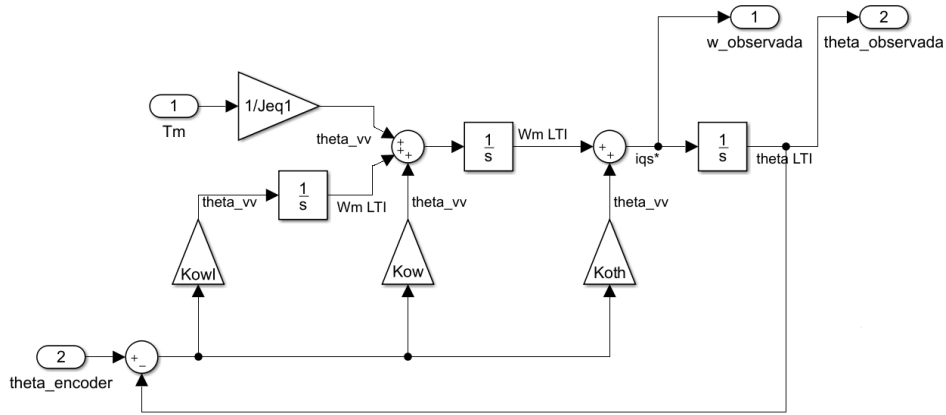 1
w_observada
2
theta_observada
1
Tm
1/Jeq1
theta_vv
+
+
+
1
s
Wm LTI
+
+
iqs*
1
s
theta LTI
theta_vv
1
s
Wm LTI
theta_vv
theta_vv
Kowl
Kow
Koth
2
theta_encoder
+
−